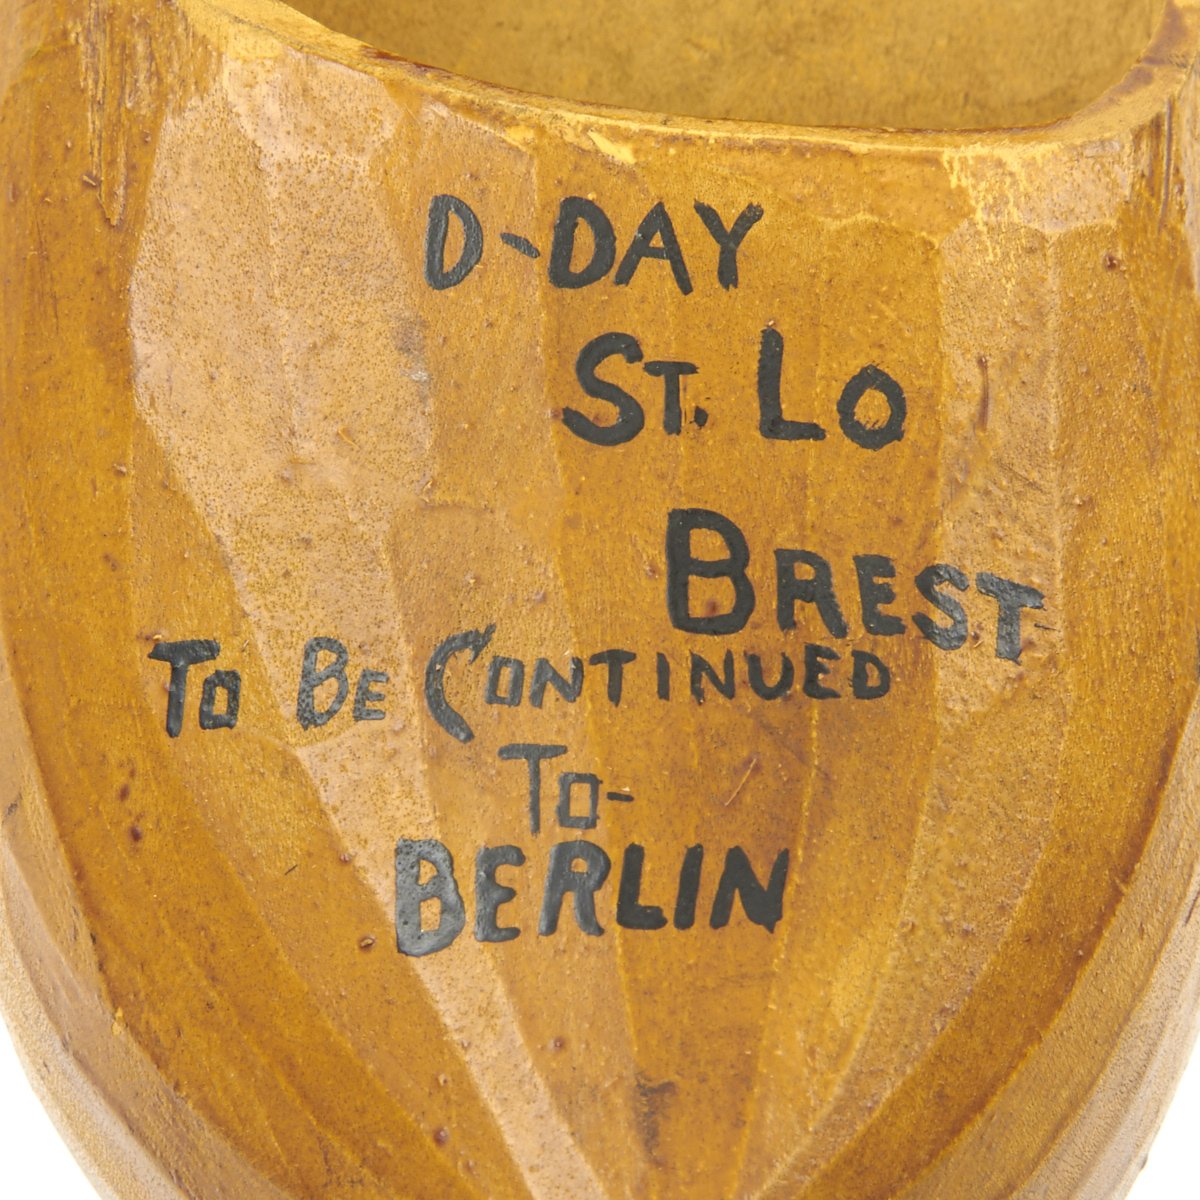 D-DAY
ST. LO
BREST
TO BE CONTINUED
TO-
BERLIN